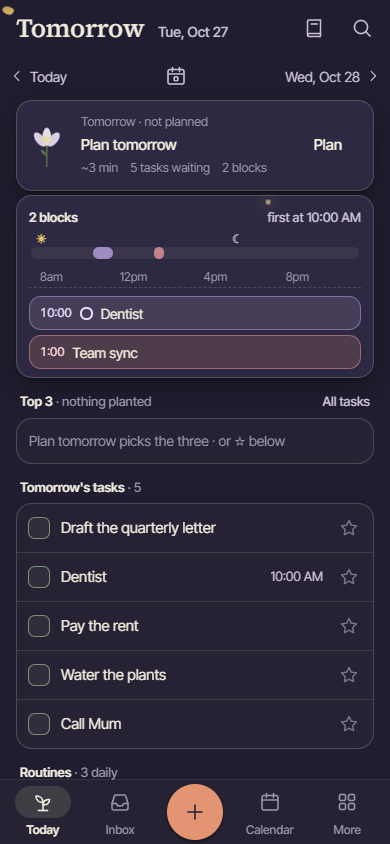 Tomorrow Tue, Oct 27
Today Wed, Oct 28
Tomorrow · not planned
Plan tomorrow Plan
~3 min 5 tasks waiting 2 blocks
2 blocks first at 10:00 AM
8am 12pm 4pm 8pm
10:00 Dentist
1:00 Team sync
Top 3 · nothing planted All tasks
Plan tomorrow picks the three · or ☆ below
Tomorrow's tasks · 5
Draft the quarterly letter
Dentist 10:00 AM
Pay the rent
Water the plants
Call Mum
Routines · 3 daily
Today Inbox Calendar More